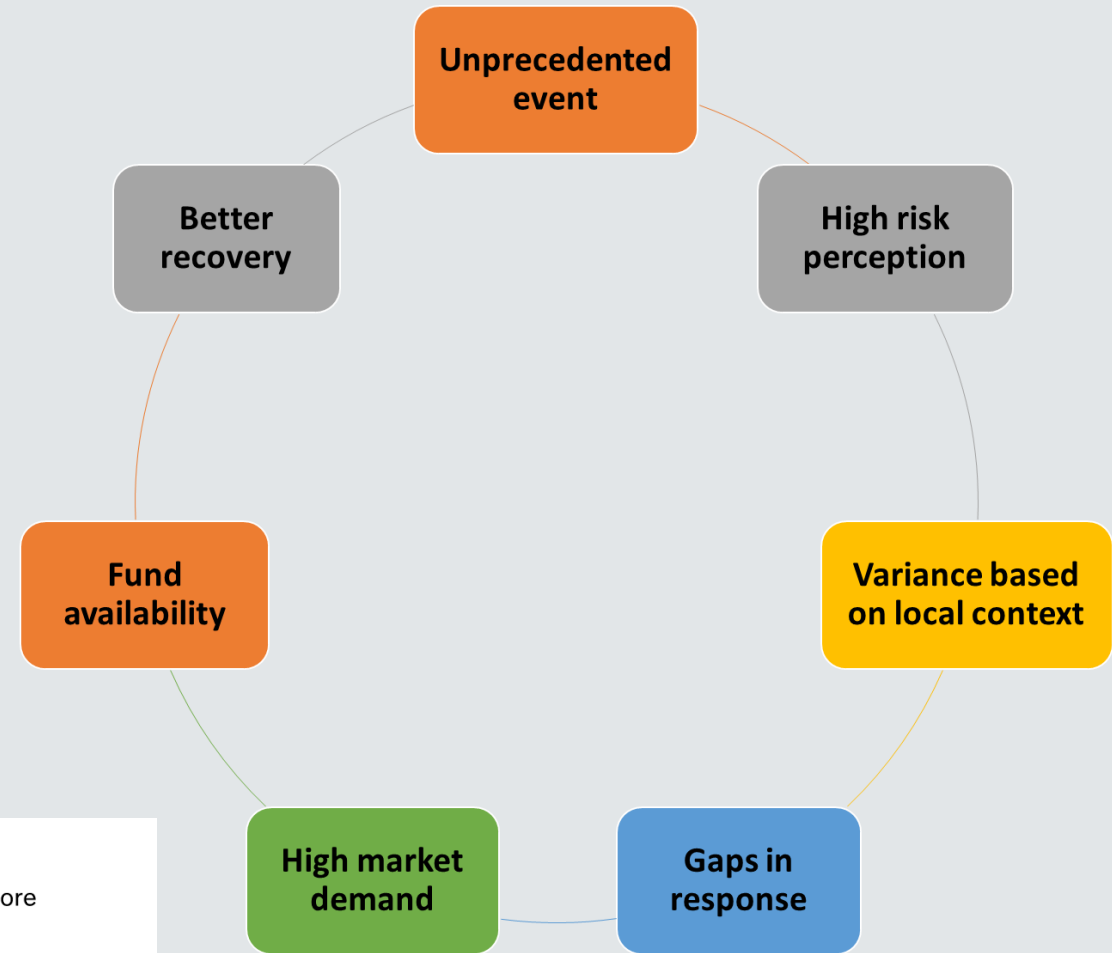 Unprecedented
event
High risk
perception
Variance based
on local context
Gaps in
response
High market
demand
Fund
availability
Better
recovery
ore